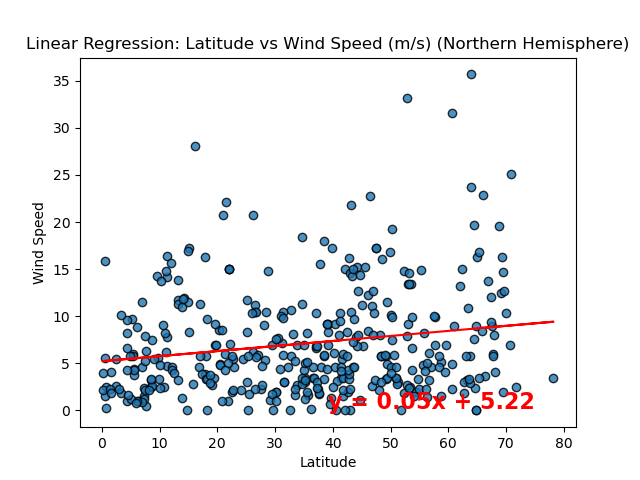 Linear Regression: Latitude vs Wind Speed (m/s) (Northern Hemisphere)
35
30
25
20
15
10
5
0
Wind Speed
y = 0.05x + 5.22
0 10 20 30 40 50 60 70 80
Latitude